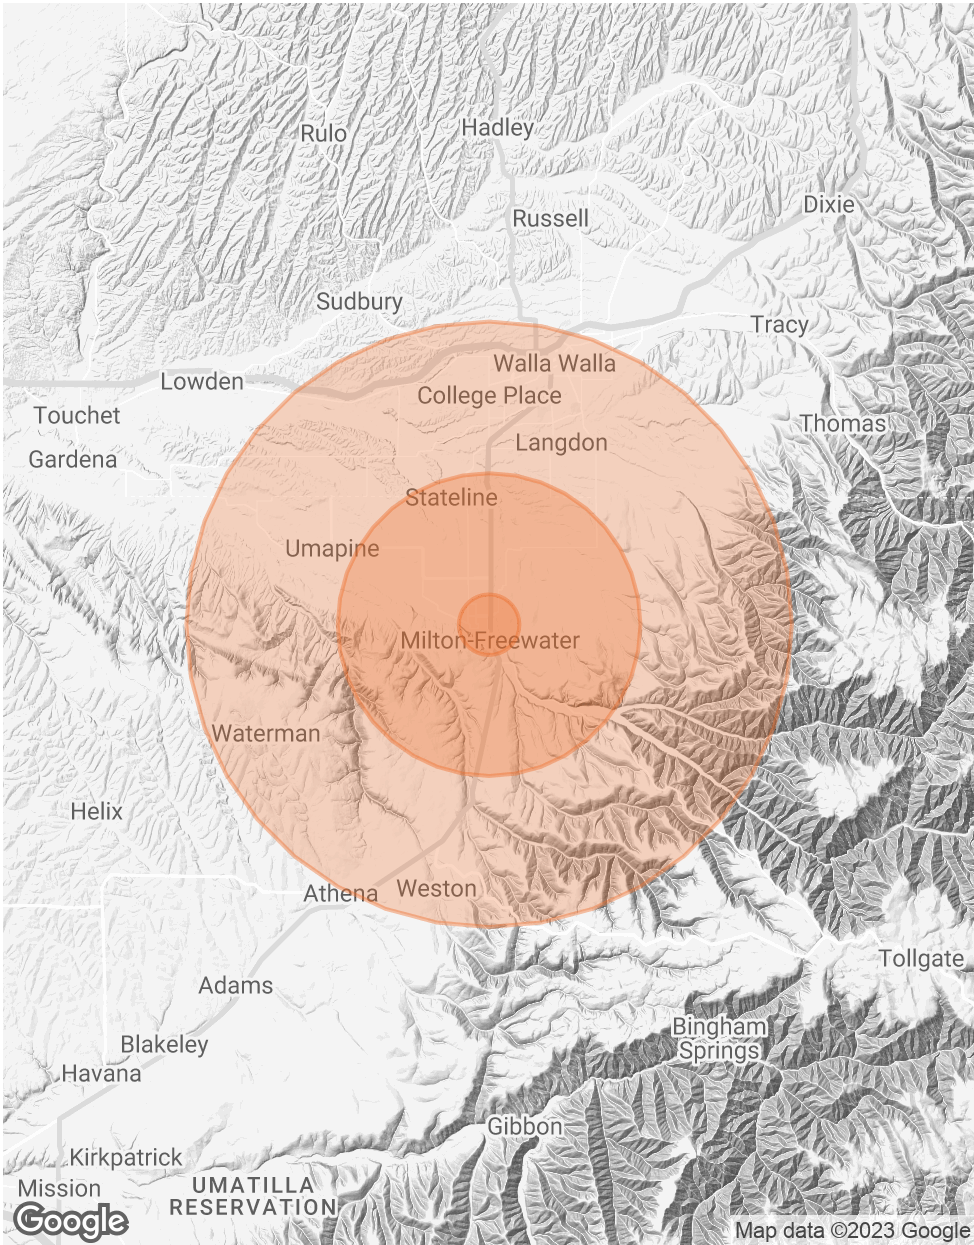 Rulo
Hadley
Dixie
Russell
Sudbury
Tracy
Walla Walla
Lowden
College Place
Touchet
Thomas
Langdon
Gardena
Stateline
Umapine
Milton-Freewater
Waterman
Helix
Athena
Weston
Tollgate
Adams
Bingham
Springs
Blakeley
Havana
Gibbon
Kirkpatrick
Mission
UMATILLA
RESERVATION
Google
Map data ©2023 Google